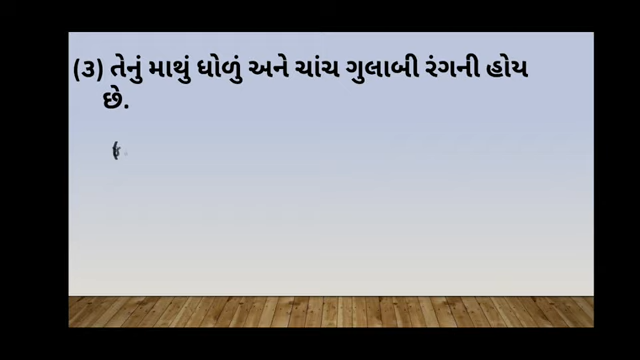 (૩) તેનું માથું ધોળું અને ચાંચ ગુલાબી રંગની હોય
છે.